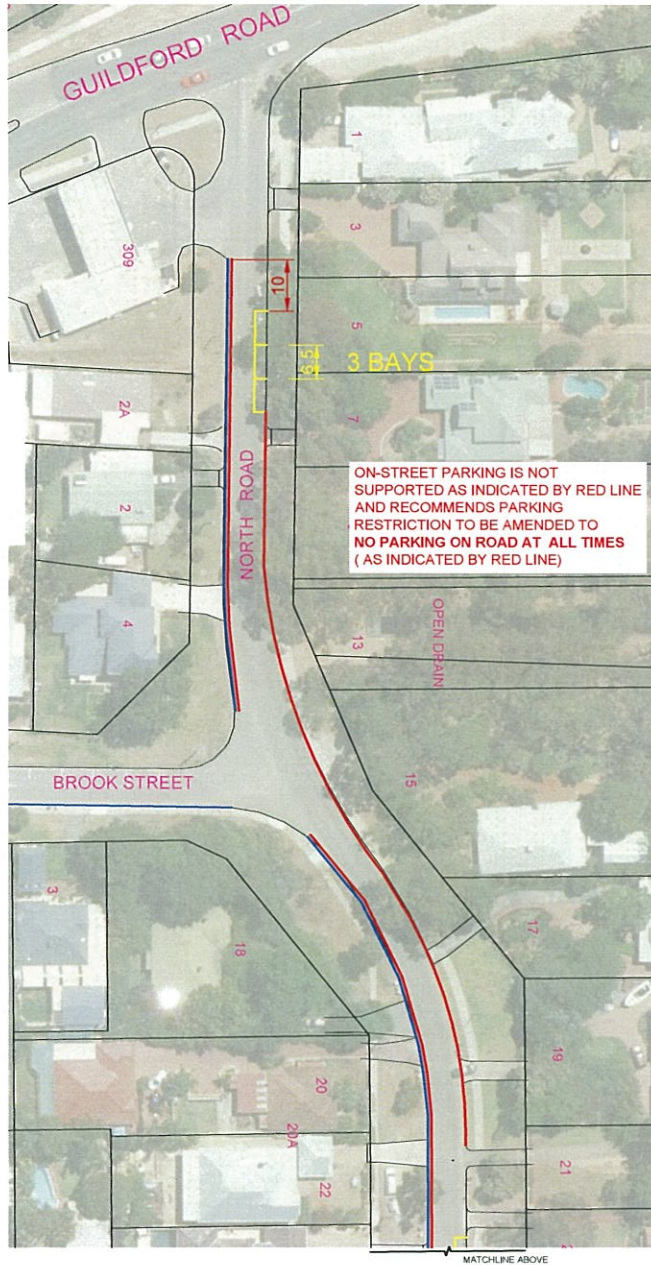 GUILDFORD ROAD
1
3
309
10
5
6.5
3 BAYS
7
2A
NORTH ROAD
2
ON-STREET PARKING IS NOT
SUPPORTED AS INDICATED BY RED LINE
AND RECOMMENDS PARKING
RESTRICTION TO BE AMENDED TO
NO PARKING ON ROAD AT ALL TIMES
( AS INDICATED BY RED LINE)
4
13
OPEN DRAIN
BROOK STREET
15
3
18
17
19
20
20A
22
21
MATCHLINE ABOVE